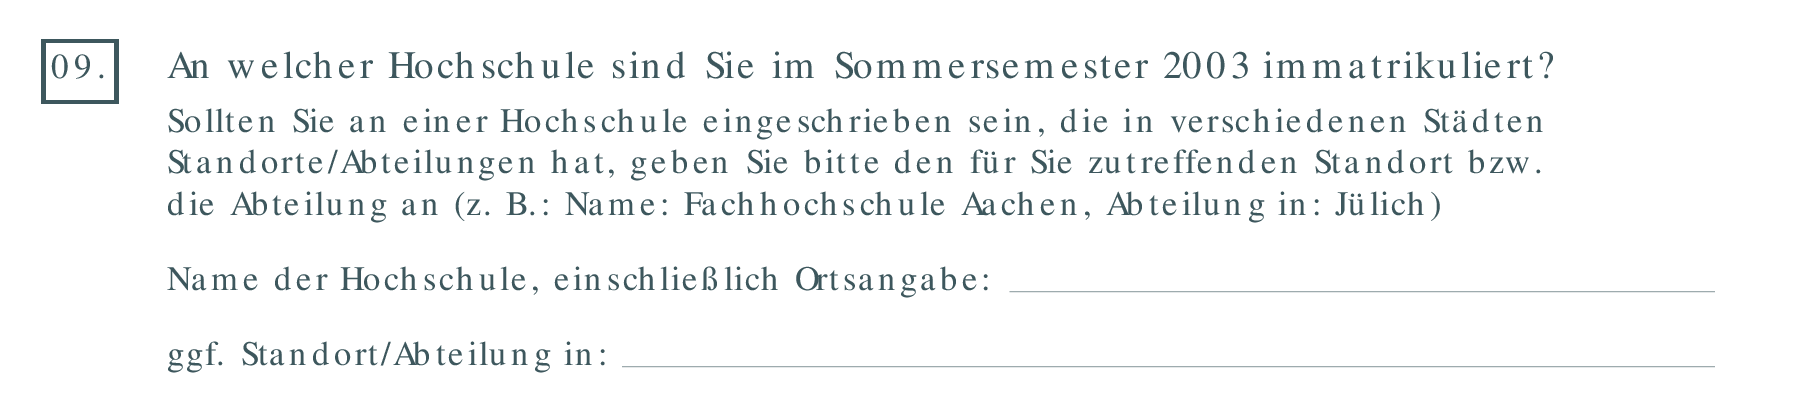 09. An welcher Hochschule sind Sie im Sommersemester 2003 immatrikuliert?
Sollten Sie an einer Hochschule eingeschrieben sein, die in verschiedenen Städten
Standorte/Abteilungen hat, geben Sie bitte den für Sie zutreffenden Standort bzw.
die Abteilung an (z. B.: Name: Fachhochschule Aachen, Abteilung in: Jülich)
Name der Hochschule, einschließlich Ortsangabe:
ggf. Standort/Abteilung in: